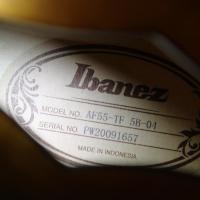 Ibanez
MODEL NO. AF55-TF 5B-04
SERIAL NO. PW20091657
MADE IN INDONESIA